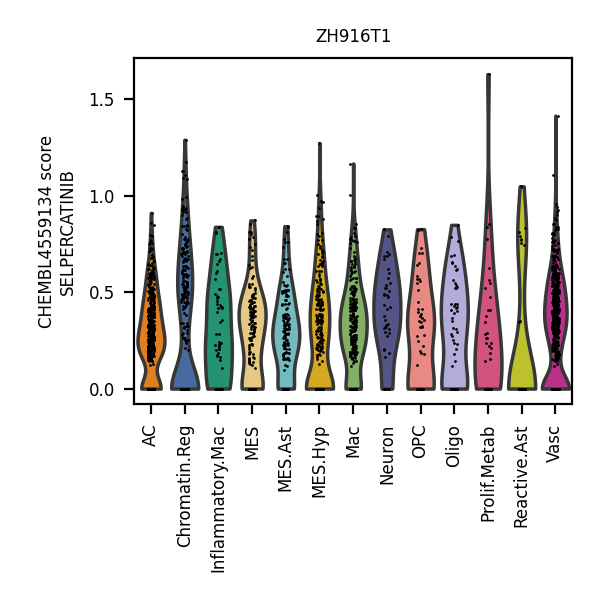 ZH916T1
CHEMBL4559134 score
SELPERCATINIB
1.5
1.0
0.5
0.0
AC
Chromatin.Reg
Inflammatory.Mac
MES
MES.Ast
MES.Hyp
Mac
Neuron
OPC
Oligo
Prolif.Metab
Reactive.Ast
Vasc